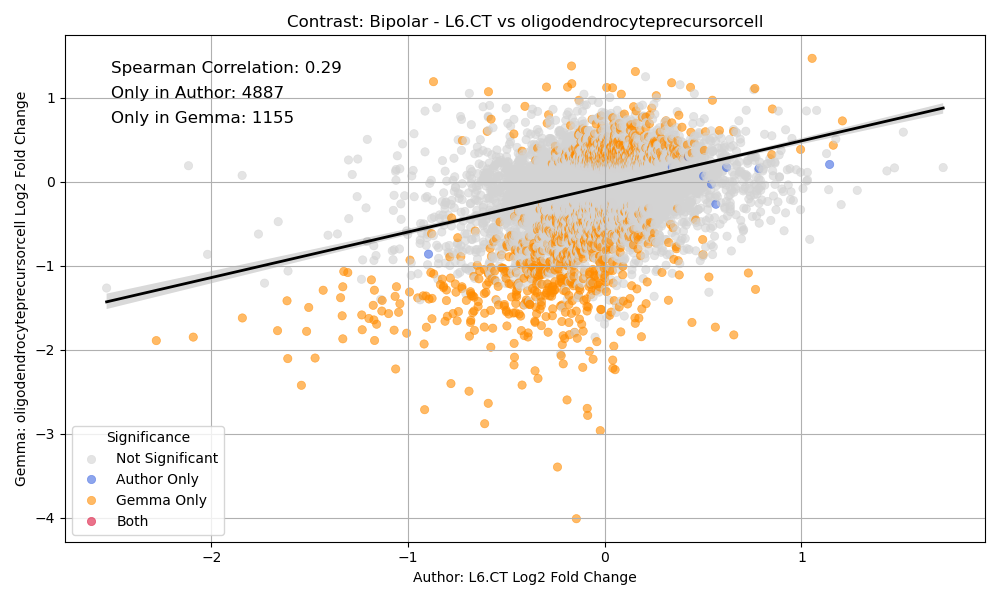 Contrast: Bipolar - L6.CT vs oligodendrocyteprecursorcell
Spearman Correlation: 0.29
Only in Author: 4887
Only in Gemma: 1155
Gemma: oligodendrocyteprecursorcell Log2 Fold Change
1
0
−1
−2
−3
−4
Significance
Not Significant
Author Only
Gemma Only
Both
−2
−1
0
1
Author: L6.CT Log2 Fold Change